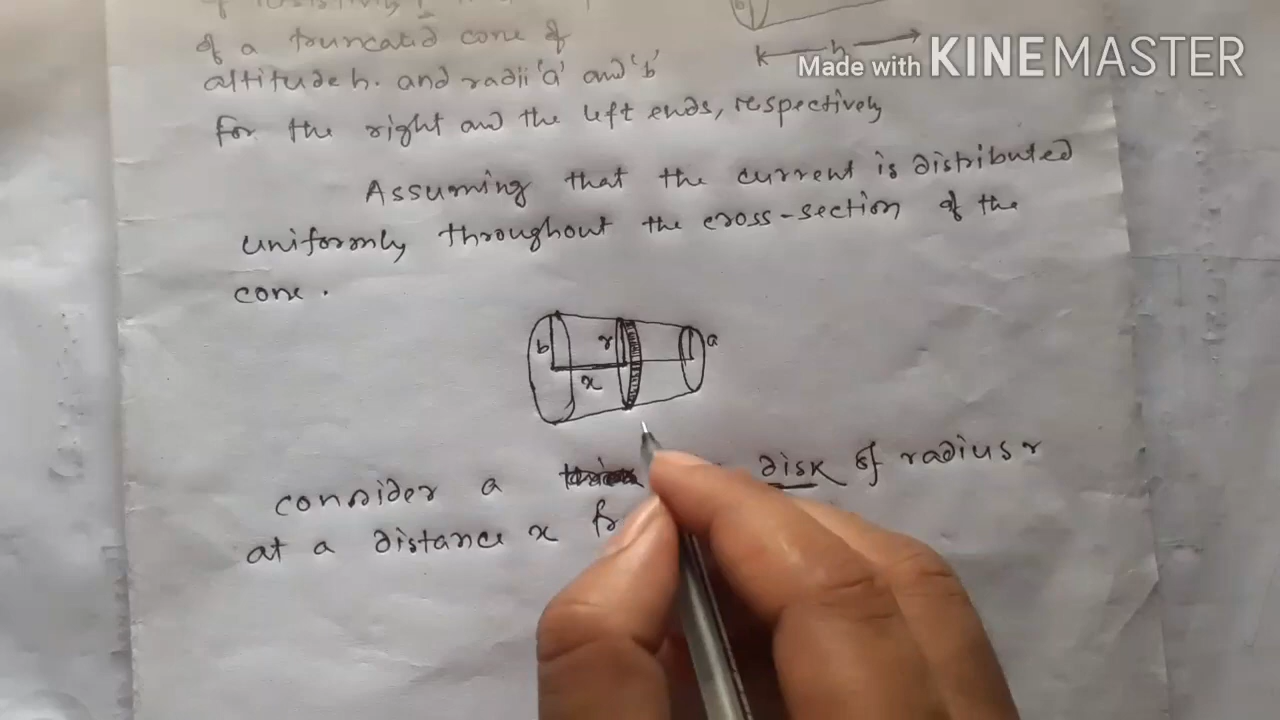 of a truncated cone of
altitude h. and radii 'a' and 'b'
for the right and the left ends, respectively
b
h
Made with KINEMASTER
Assuming that the current is distributed
uniformly throughout the cross-section of the
cone.
b r a
x
consider a disk of radius r
at a distance x